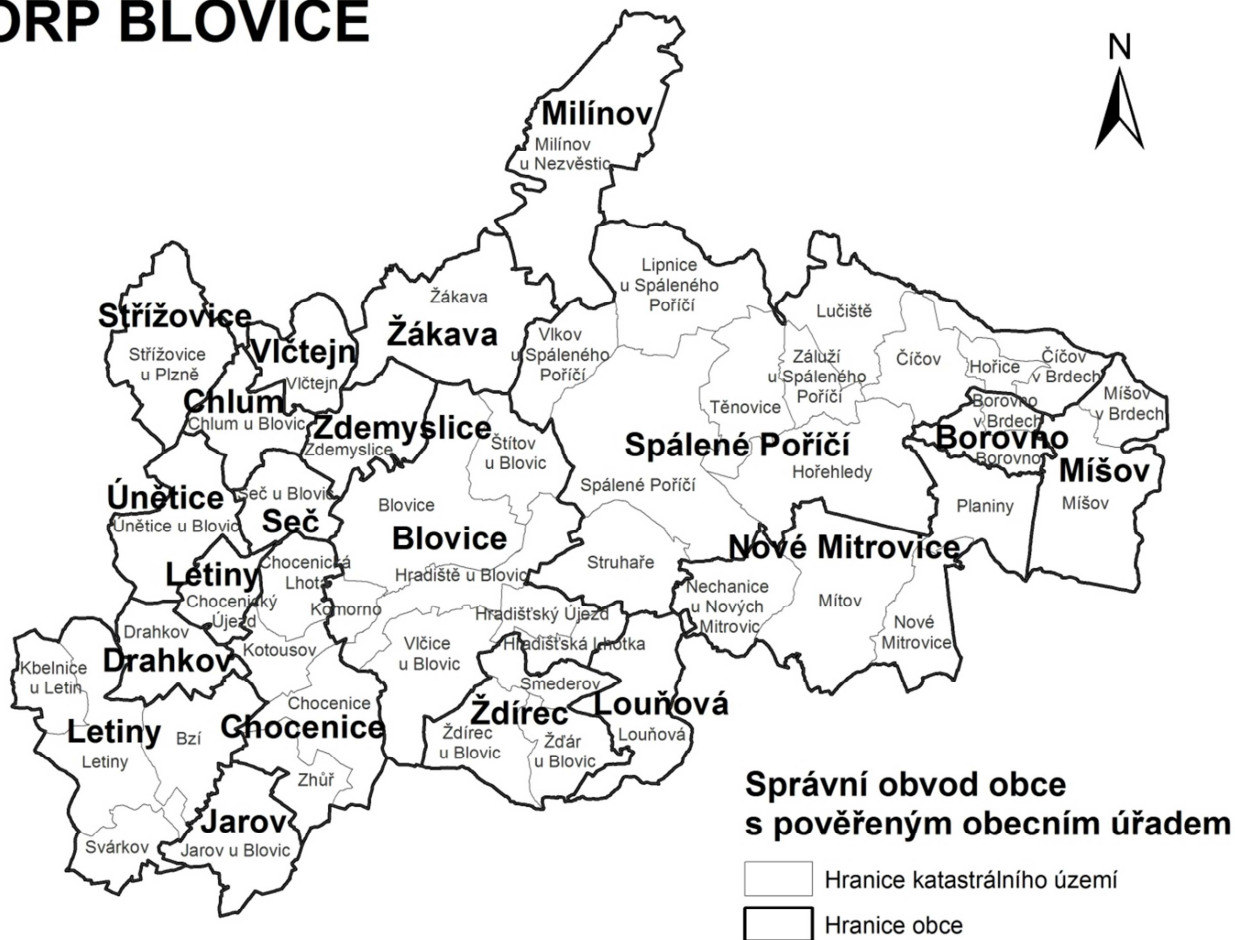 ORP BLOVICE
N
Milínov
Milínov
u Nezvěstic
Lipnice
u Spáleného
Poříčí
Žákava
Žákava
Lučiště
Střížovice
Střížovice
u Plzně
Vlčtejn
Vlčtejn
Vlkov
u Spáleného
Poříčí
Záluží
u Spáleného
Poříčí
Číčov
Hořice
Číčov
v Brdech
Míšov
v Brdech
Chlum
Chlum u Blovic
Zdemyslice
Zdemyslice
Štítov
u Blovic
Těnovice
Borovno
v Brdech
Borovno
Borovno
Spálené Poříčí
Spálené Poříčí
Hořehledy
Míšov
Míšov
Únětice
Únětice u Blovic
Seč u Blovic
Seč
Blovice
Blovice
Hradiště u Blovic
Planiny
Struhaře
Nové Mitrovice
Letiny
Chocenický
Újezd
Chocenická
Lhota
Komorno
Nechanice
u Nových
Mitrovic
Mítov
Nové
Mitrovice
Hradišťský Újezd
Hradišťská Lhotka
Drahkov
Drahkov
Kotousov
Vlčice
u Blovic
Kbelnice
u Letin
Smederov
Chocenice
Chocenice
Ždírec
Ždírec
u Blovic
Žďár
u Blovic
Louňová
Louňová
Letiny
Letiny
Bzí
Zhůř
Jarov
Jarov u Blovic
Svárkov
Správní obvod obce
s pověřeným obecním úřadem
Hranice katastrálního území
Hranice obce